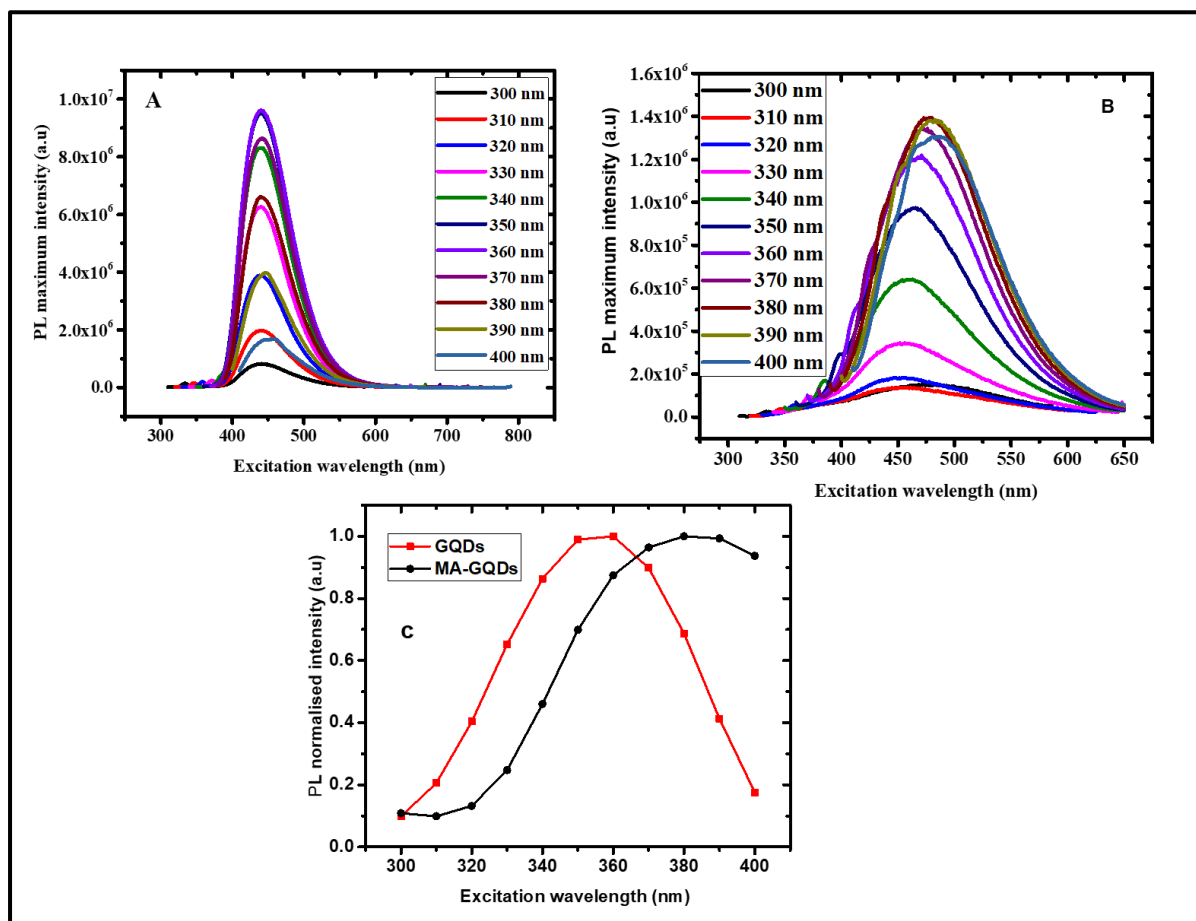 A
PL maximum intensity (a.u)
1.0x10⁷
8.0x10⁶
6.0x10⁶
4.0x10⁶
2.0x10⁶
0.0
300 400 500 600 700 800
Excitation wavelength (nm)
300 nm
310 nm
320 nm
330 nm
340 nm
350 nm
360 nm
370 nm
380 nm
390 nm
400 nm
B
PL maximum intensity (a.u)
1.6x10⁶
1.4x10⁶
1.2x10⁶
1.0x10⁶
8.0x10⁵
6.0x10⁵
4.0x10⁵
2.0x10⁵
0.0
300 350 400 450 500 550 600 650
Excitation wavelength (nm)
300 nm
310 nm
320 nm
330 nm
340 nm
350 nm
360 nm
370 nm
380 nm
390 nm
400 nm
C
PL normalised intensity (a.u)
1.0
0.8
0.6
0.4
0.2
0.0
300 320 340 360 380 400
Excitation wavelength (nm)
GQDs
MA-GQDs